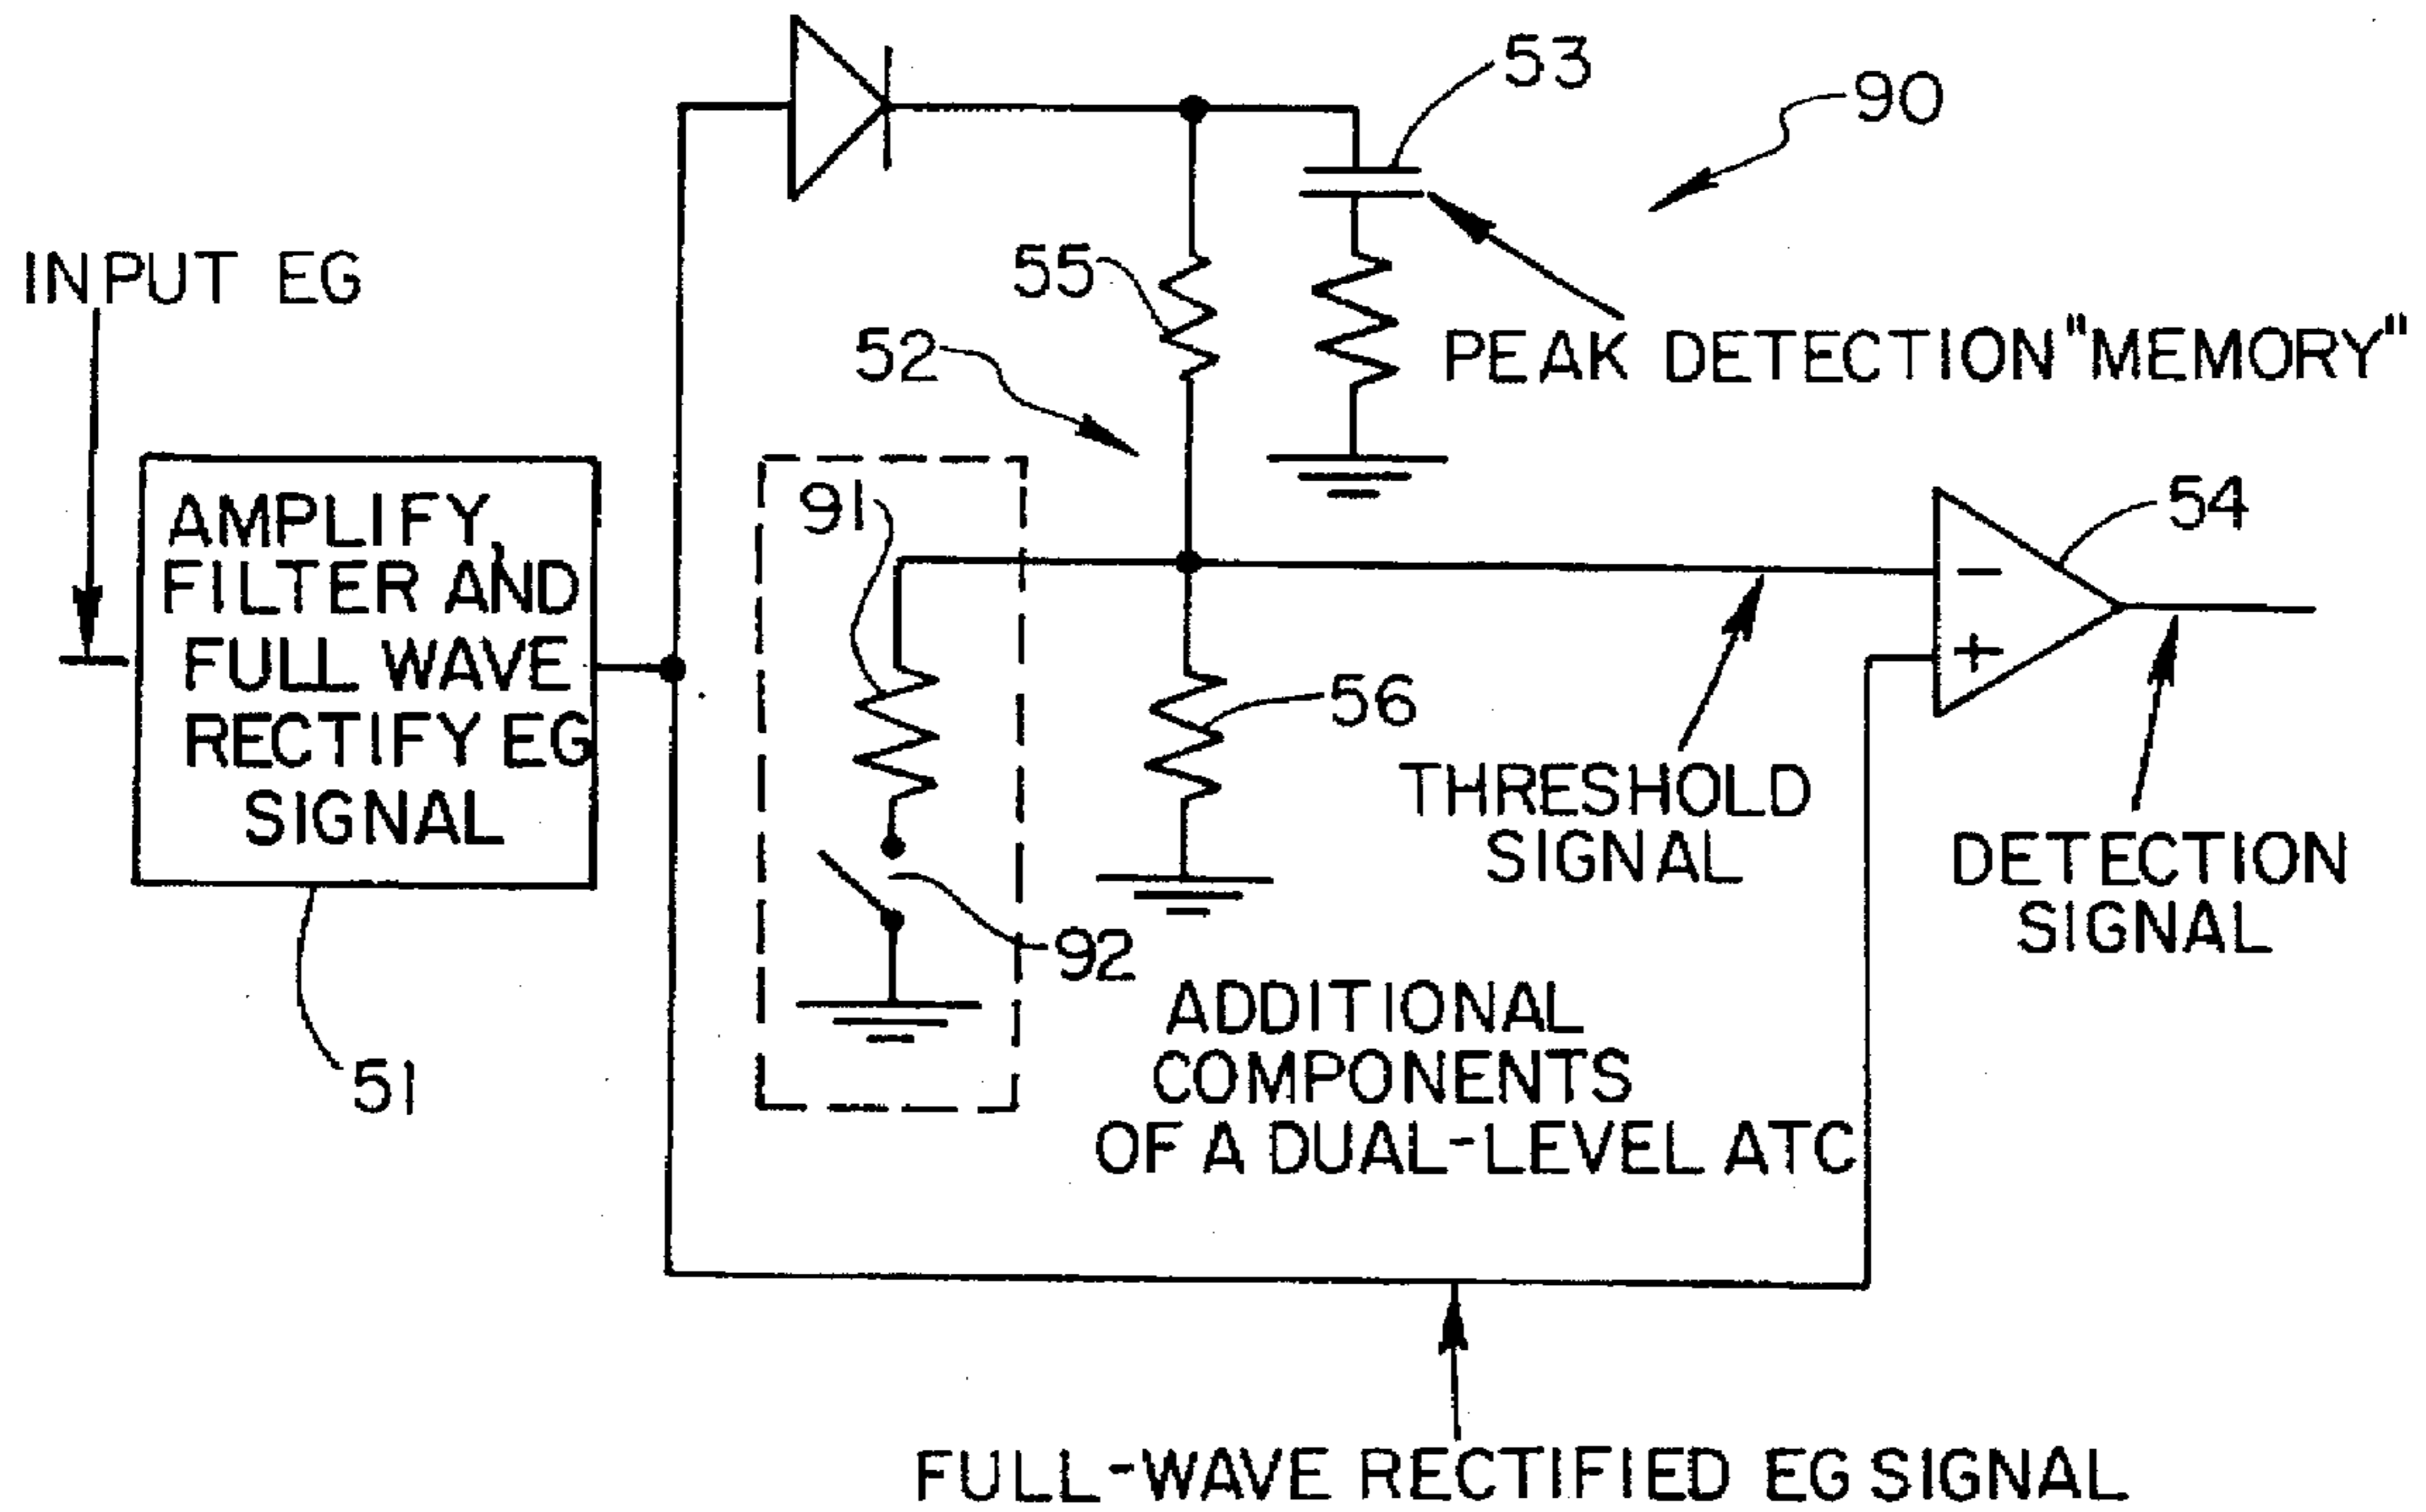 53
90
INPUT EG
55
52
PEAK DETECTION "MEMORY"
91
54
AMPLIFY,
FILTER AND
FULL WAVE
RECTIFY EG
SIGNAL
−
+
56
THRESHOLD
SIGNAL
DETECTION
SIGNAL
92
51
ADDITIONAL
COMPONENTS
OF A DUAL-LEVEL ATC
FULL-WAVE RECTIFIED EG SIGNAL